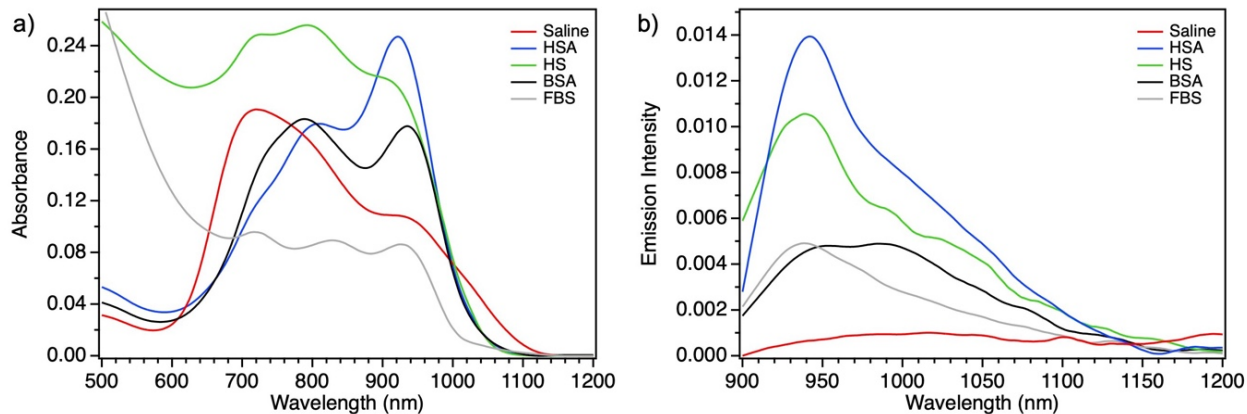 a)
Absorbance
0.24
0.20
0.16
0.12
0.08
0.04
0.00
Saline
HSA
HS
BSA
FBS
500 600 700 800 900 1000 1100 1200
Wavelength (nm)
b)
Emission Intensity
0.014
0.012
0.010
0.008
0.006
0.004
0.002
0.000
Saline
HSA
HS
BSA
FBS
900 950 1000 1050 1100 1150 1200
Wavelength (nm)